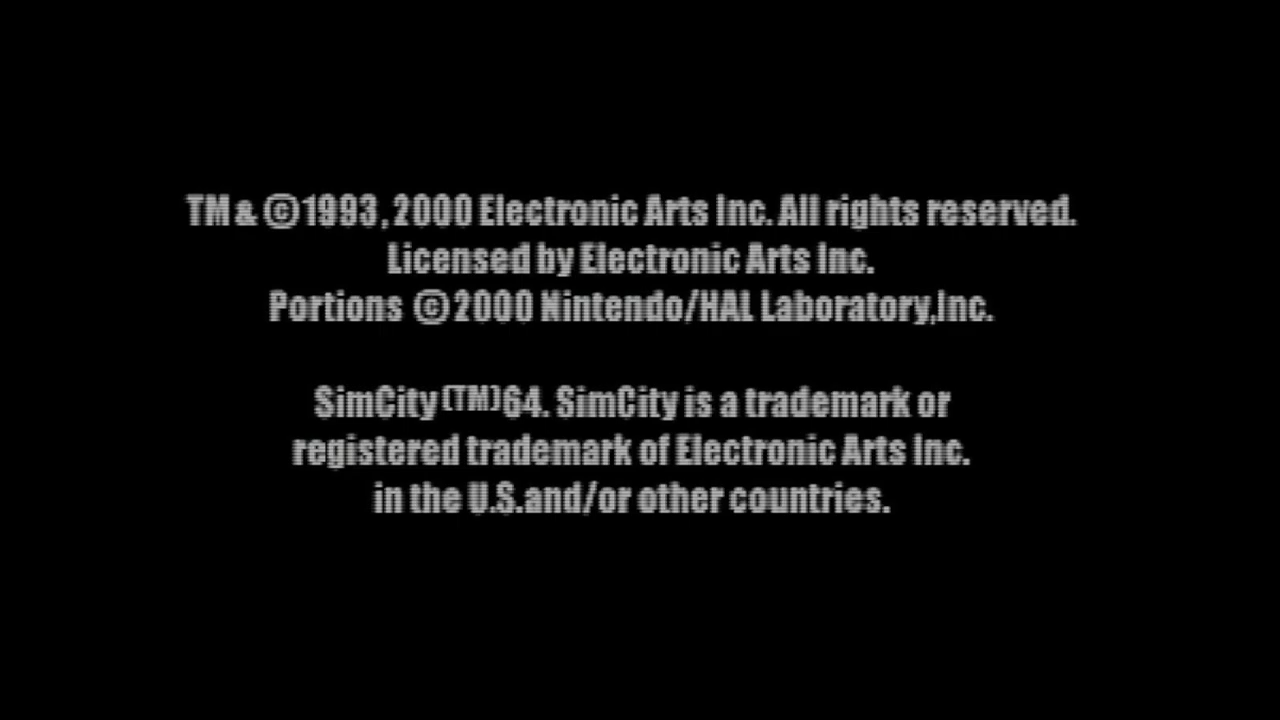 TM & ©1993, 2000 Electronic Arts Inc. All rights reserved.
Licensed by Electronic Arts Inc.
Portions ©2000 Nintendo/HAL Laboratory,Inc.
SimCity(TM)64. SimCity is a trademark or
registered trademark of Electronic Arts Inc.
in the U.S.and/or other countries.